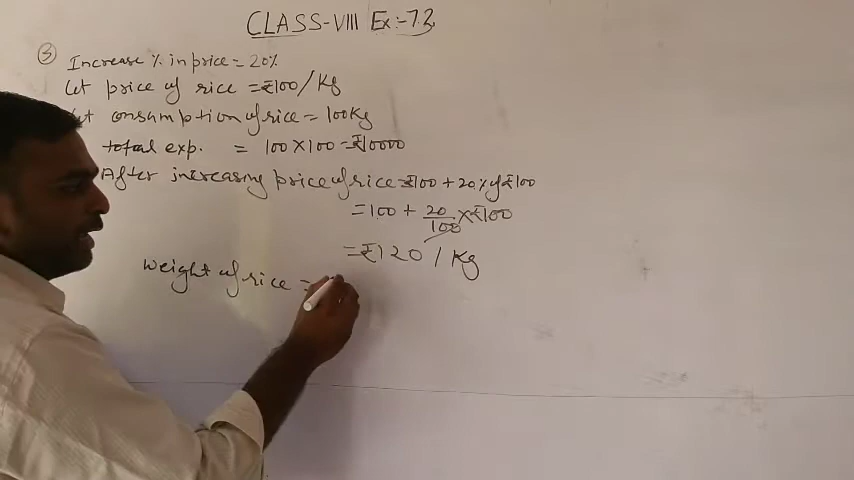 CLASS-VIII Ex:-7.2
③ Increase % in price = 20%
Let price of rice = ₹100/Kg
Let consumption of rice = 100Kg
total exp. = 100×100 = ₹10000
After increasing price of rice = ₹100 + 20% of ₹100
= 100 + 20/100 × ₹100
= ₹120 / Kg
Weight of rice =